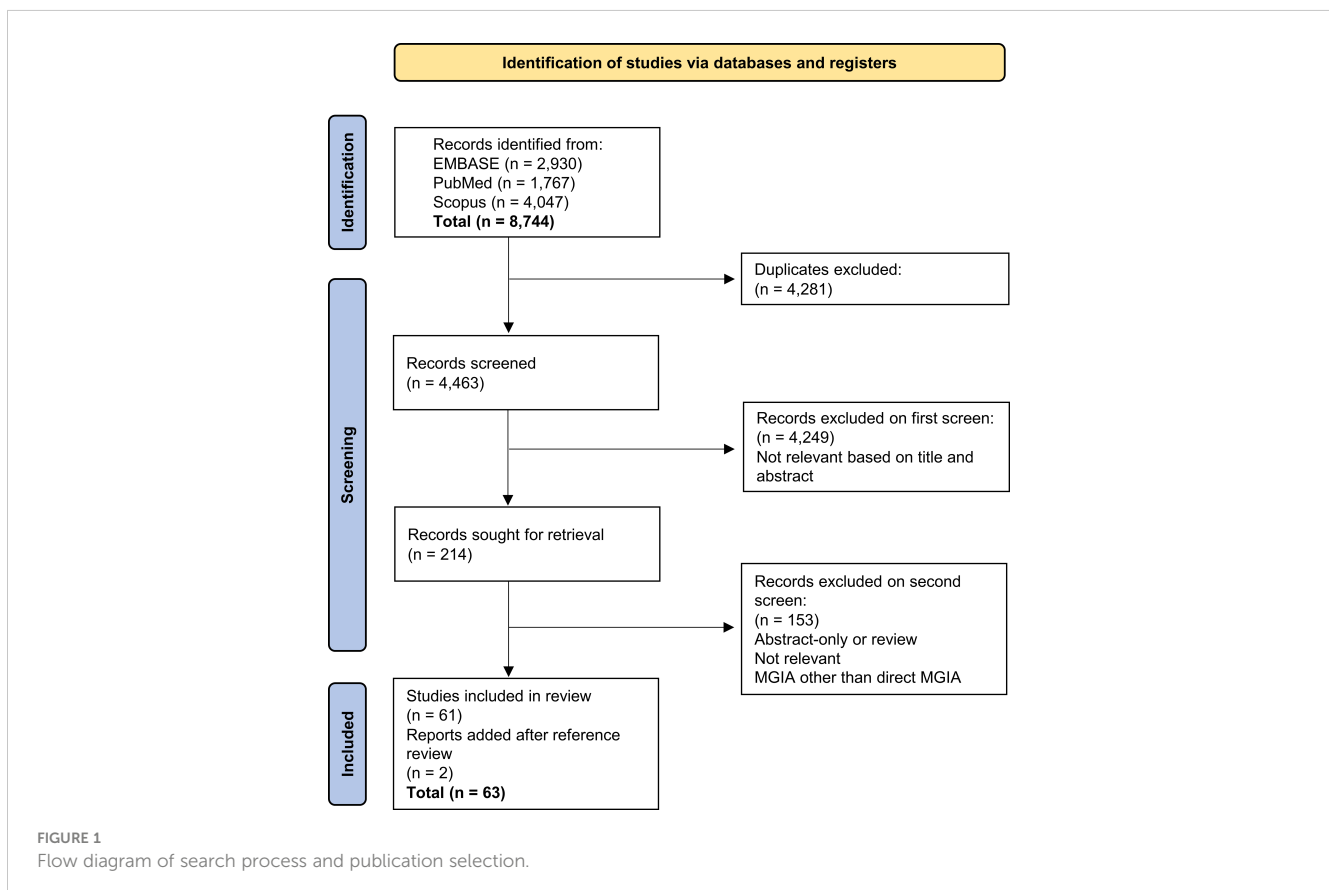 Identification of studies via databases and registers
Identification
Records identified from:
EMBASE (n = 2,930)
PubMed (n = 1,767)
Scopus (n = 4,047)
Total (n = 8,744)
Duplicates excluded:
(n = 4,281)
Screening
Records screened
(n = 4,463)
Records excluded on first screen:
(n = 4,249)
Not relevant based on title and
abstract
Records sought for retrieval
(n = 214)
Records excluded on second
screen:
(n = 153)
Abstract-only or review
Not relevant
MGIA other than direct MGIA
Included
Studies included in review
(n = 61)
Reports added after reference
review
(n = 2)
Total (n = 63)
FIGURE 1
Flow diagram of search process and publication selection.